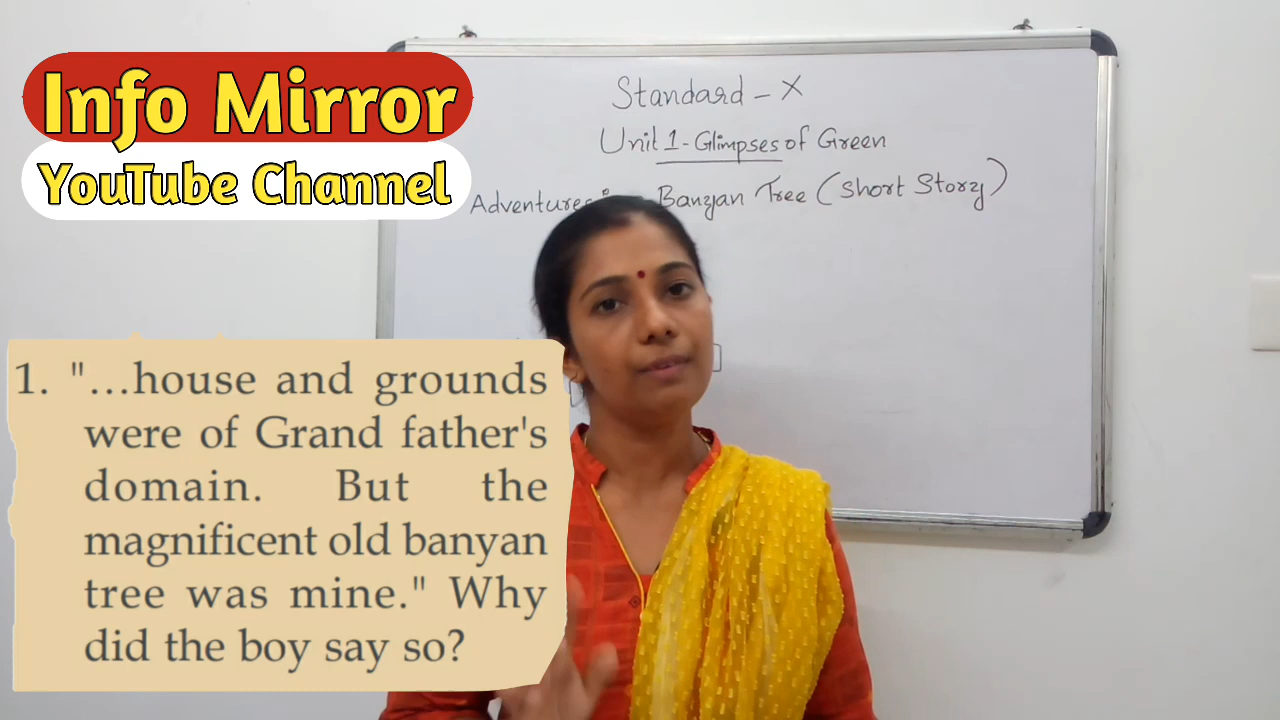 Info Mirror
YouTube Channel
Standard - X
Unit 1 - Glimpses of Green
Adventures Banyan Tree (Short Story)
1. "...house and grounds
were of Grand father's
domain. But the
magnificent old banyan
tree was mine." Why
did the boy say so?